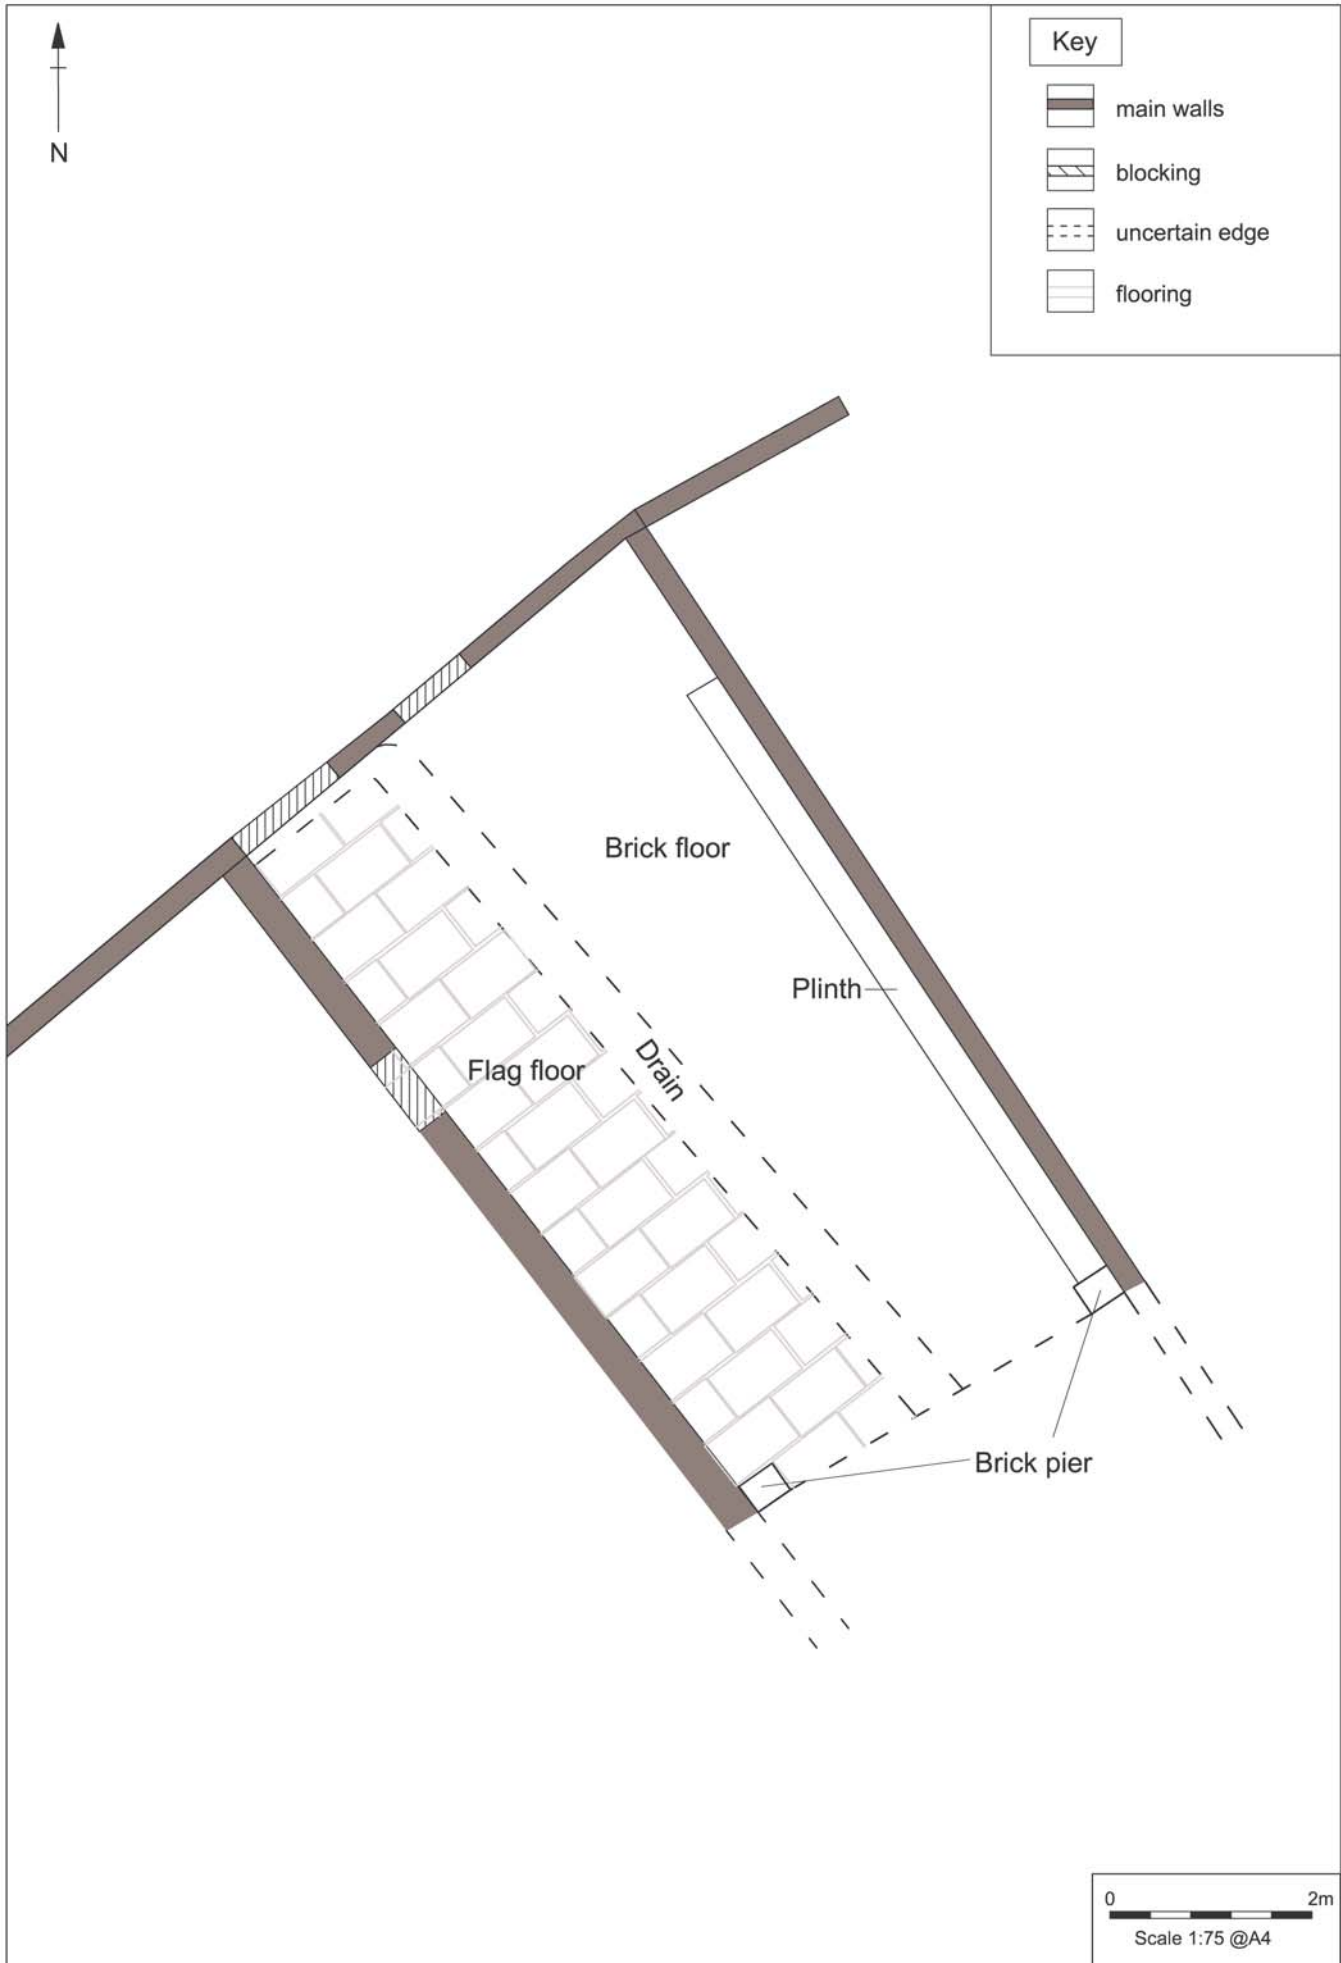 N
Key
main walls
blocking
uncertain edge
flooring
Brick floor
Plinth
Drain
Flag floor
Brick pier
0 2m
Scale 1:75 @A4